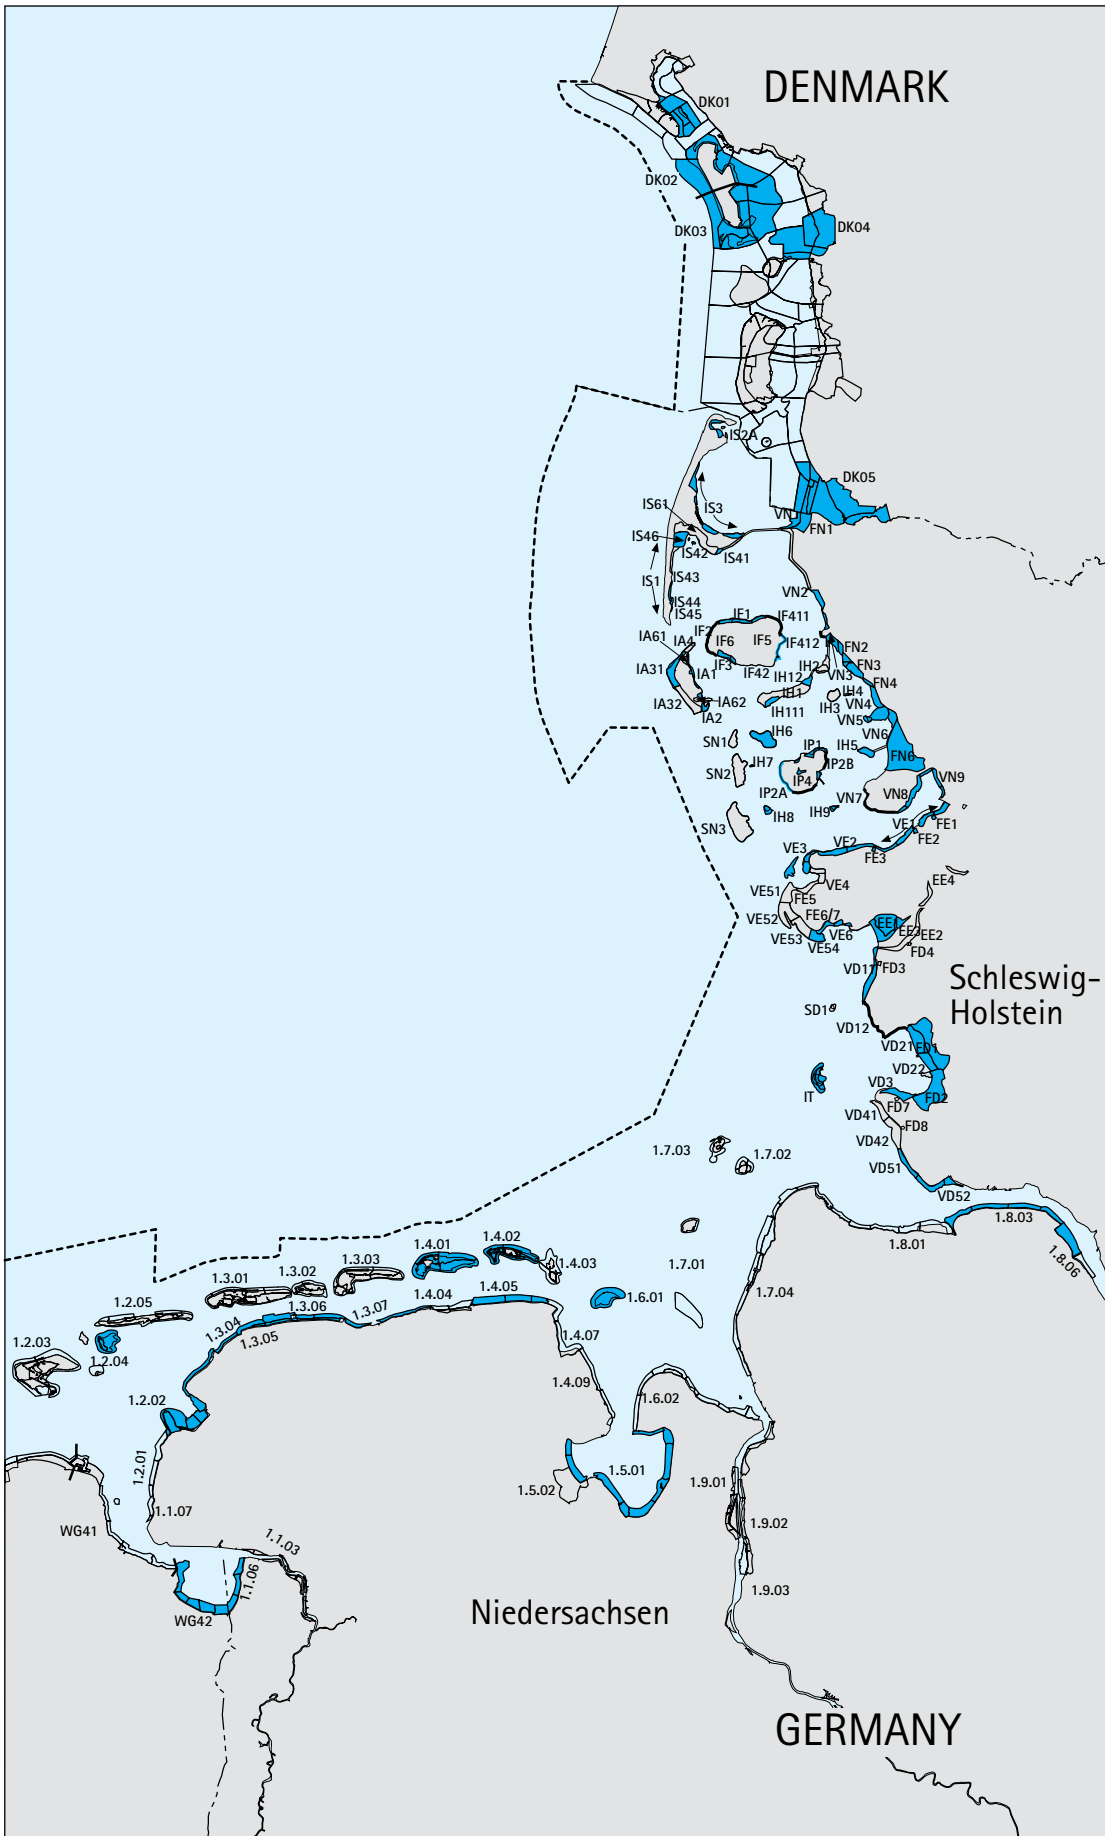 DENMARK
DK01
DK02
DK03
DK04
IS2A
DK05
IS3
IS61
VN1
FN1
IS46
IS42
IS41
IS1
IS43
VN2
IS44
IS45
IF1
IF411
IF2
IA61
IA4
IF6
IF5
IF412
FN2
IF3
IF42
IH2
VN3
FN3
IA31
IA1
IH12
IH1
IH4
FN4
IA32
IA62
IA2
IH111
IH3
VN4
VN5
SN1
IH6
VN6
IP1
IH5
SN2
IH7
IP2B
FN6
IP4
VN9
IP2A
VN7
VN8
SN3
IH8
IH9
VE1
FE1
FE2
VE3
VE2
FE3
VE4
EE4
VE51
FE5
VE52
FE6/7
EE1
EE3
EE2
VE53
VE6
VE54
FD4
VD11
FD3
Schleswig-
Holstein
SD1
VD12
VD21
FD1
VD22
IT
VD3
FD7
FD2
VD41
FD8
VD42
1.7.03
1.7.02
VD51
VD52
1.8.03
1.8.01
1.8.06
1.4.01
1.4.02
1.4.03
1.3.03
1.3.02
1.3.01
1.7.01
1.7.04
1.2.05
1.3.06
1.3.07
1.4.04
1.4.05
1.6.01
1.3.04
1.3.05
1.2.03
1.2.04
1.4.07
1.4.09
1.2.02
1.6.02
1.2.01
1.5.01
1.5.02
1.9.01
1.1.07
WG41
1.9.02
1.1.03
1.1.06
1.9.03
WG42
Niedersachsen
GERMANY